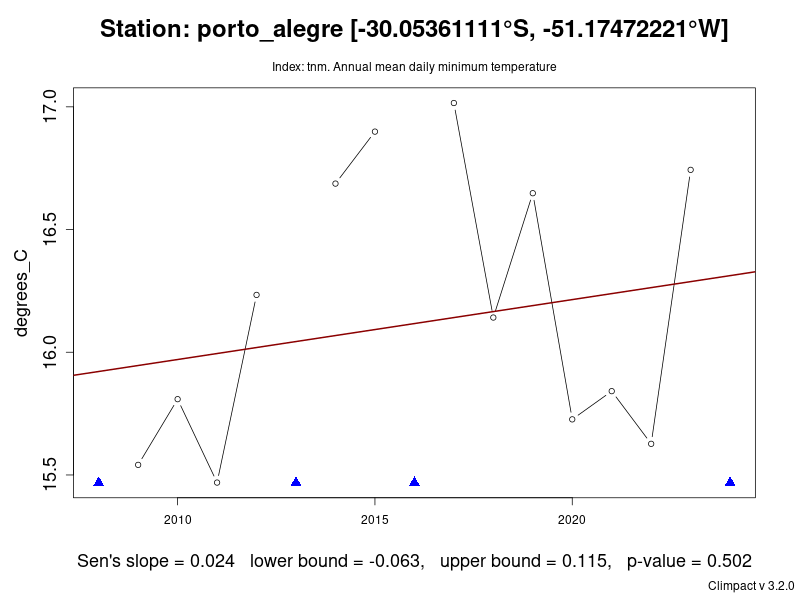 Station: porto_alegre [-30.05361111°S, -51.17472221°W]
Index: tnm. Annual mean daily minimum temperature
degrees_C
17.0
16.5
16.0
15.5
2010 2015 2020
Sen's slope = 0.024 lower bound = -0.063, upper bound = 0.115, p-value = 0.502
Climpact v 3.2.0